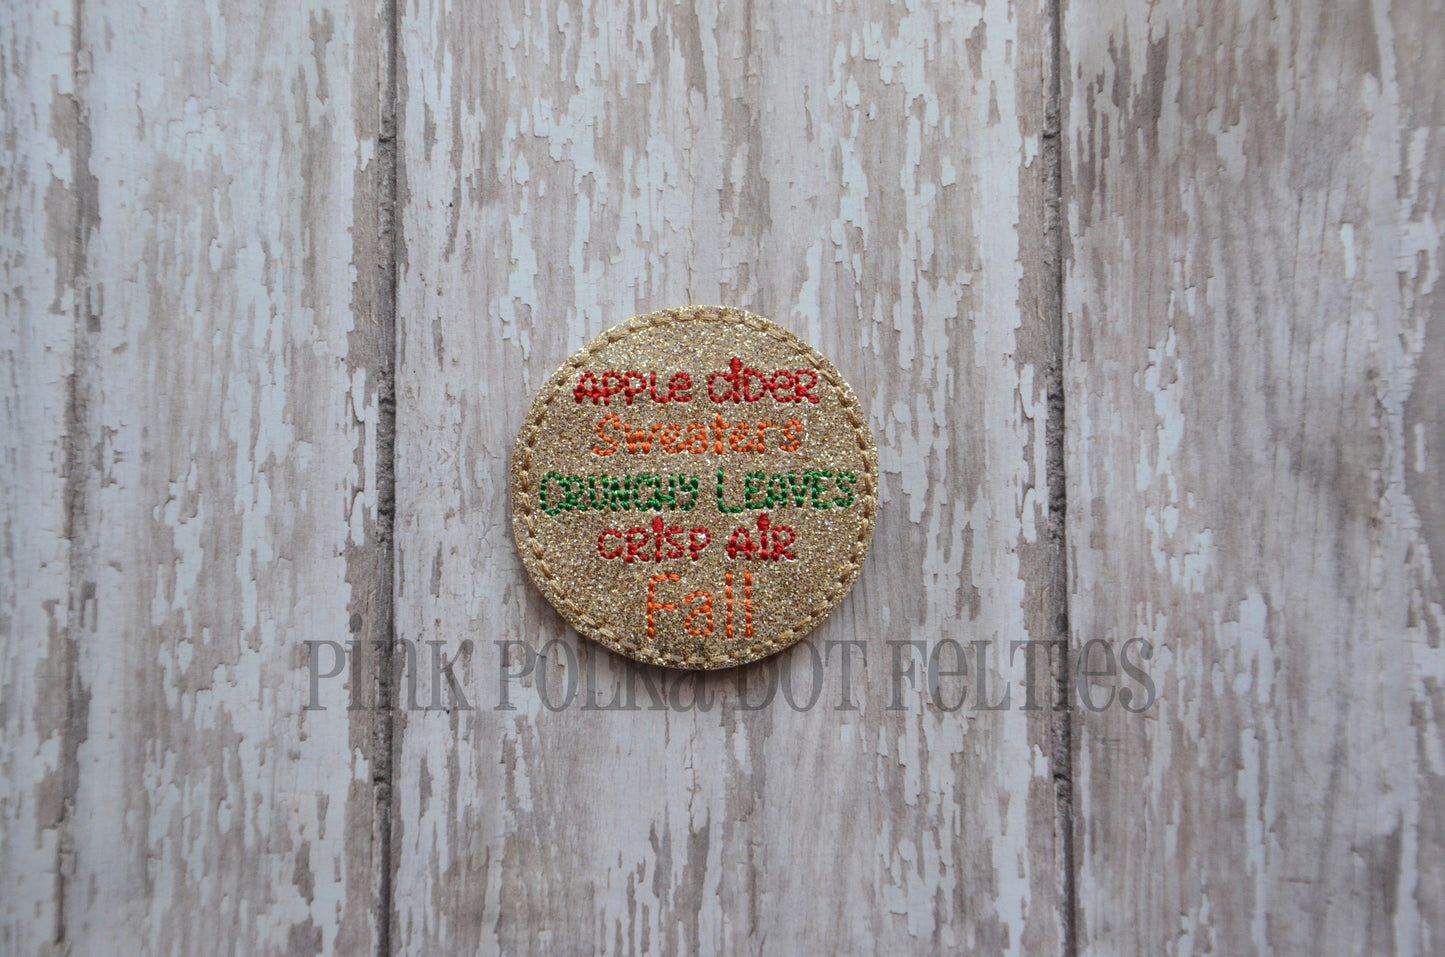 APPLE CIDER
Sweaters
CRUNCHY LEAVES
CRISP AIR
Fall
PINK POLKA DOT FELTIES